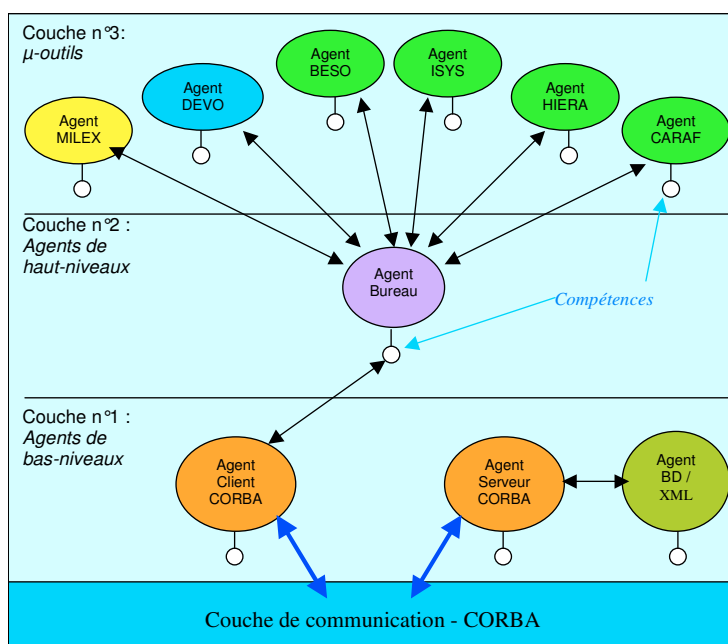 Couche n°3:
µ-outils
Agent
MILEX
Agent
DEVO
Agent
BESO
Agent
ISYS
Agent
HIERA
Agent
CARAF
Couche n°2 :
Agents de
haut-niveaux
Agent
Bureau
Compétences
Couche n°1 :
Agents de
bas-niveaux
Agent
Client
CORBA
Agent
Serveur
CORBA
Agent
BD /
XML
Couche de communication - CORBA